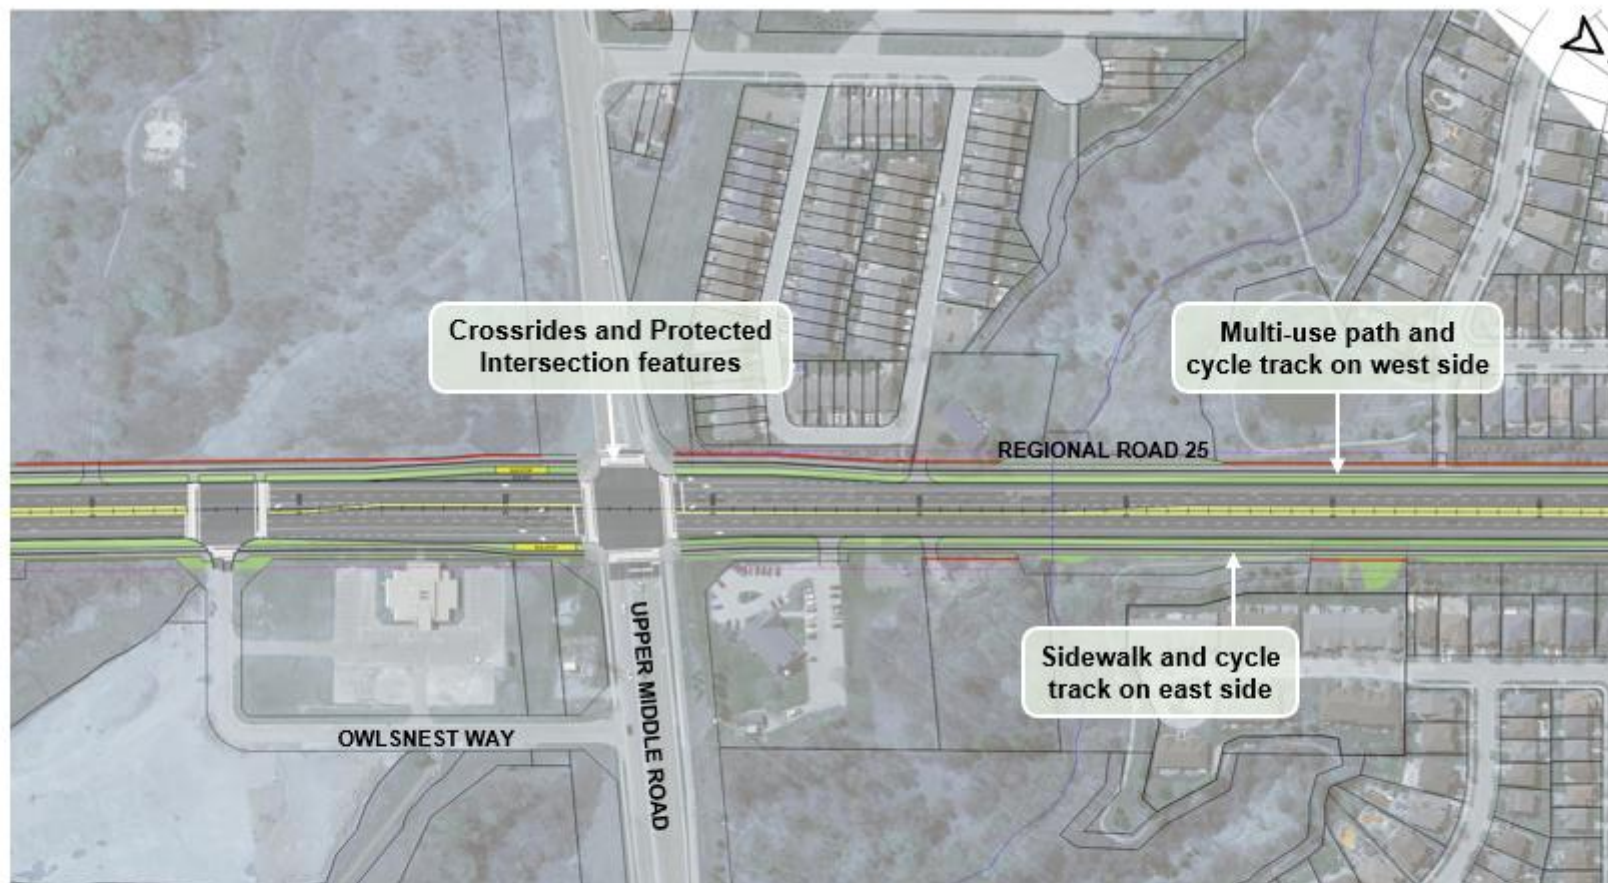 Crossrides and Protected
Intersection features
Multi-use path and
cycle track on west side
REGIONAL ROAD 25
Sidewalk and cycle
track on east side
OWLSNEST WAY
UPPER MIDDLE ROAD